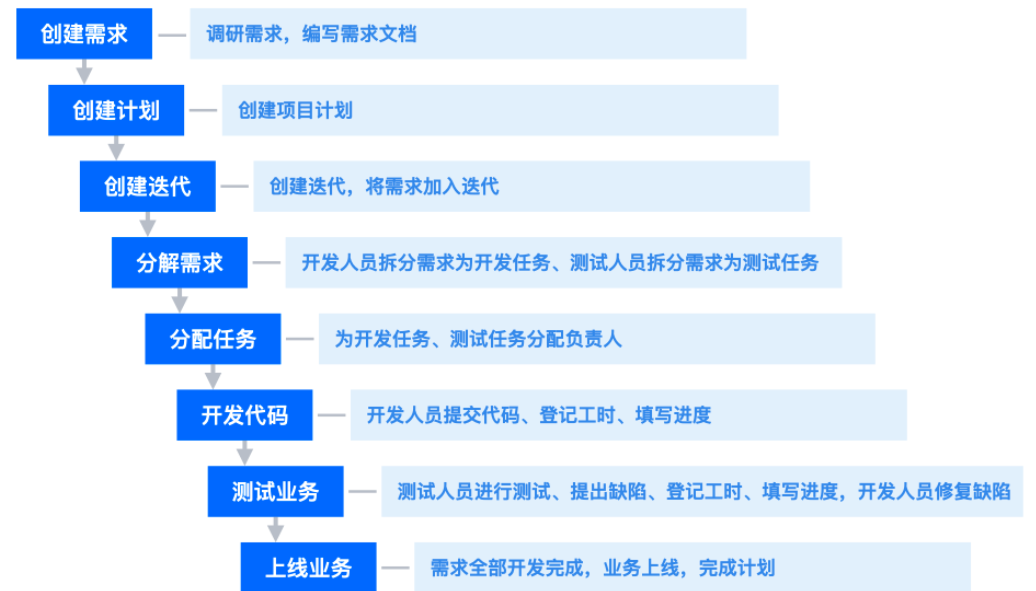 创建需求
调研需求，编写需求文档
创建计划
创建项目计划
创建迭代
创建迭代，将需求加入迭代
分解需求
开发人员拆分需求为开发任务、测试人员拆分需求为测试任务
分配任务
为开发任务、测试任务分配负责人
开发代码
开发人员提交代码、登记工时、填写进度
测试业务
测试人员进行测试、提出缺陷、登记工时、填写进度，开发人员修复缺陷
上线业务
需求全部开发完成，业务上线，完成计划